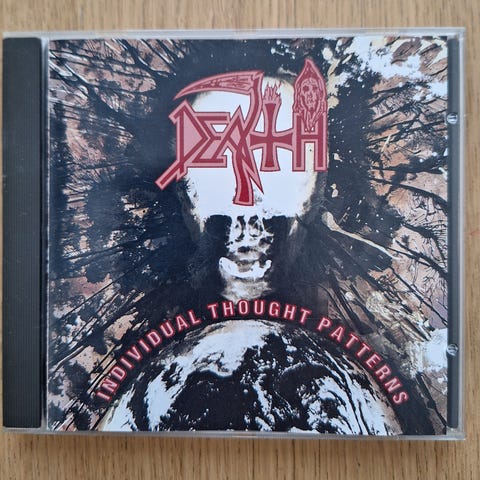 DEATH
INDIVIDUAL THOUGHT PATTERNS